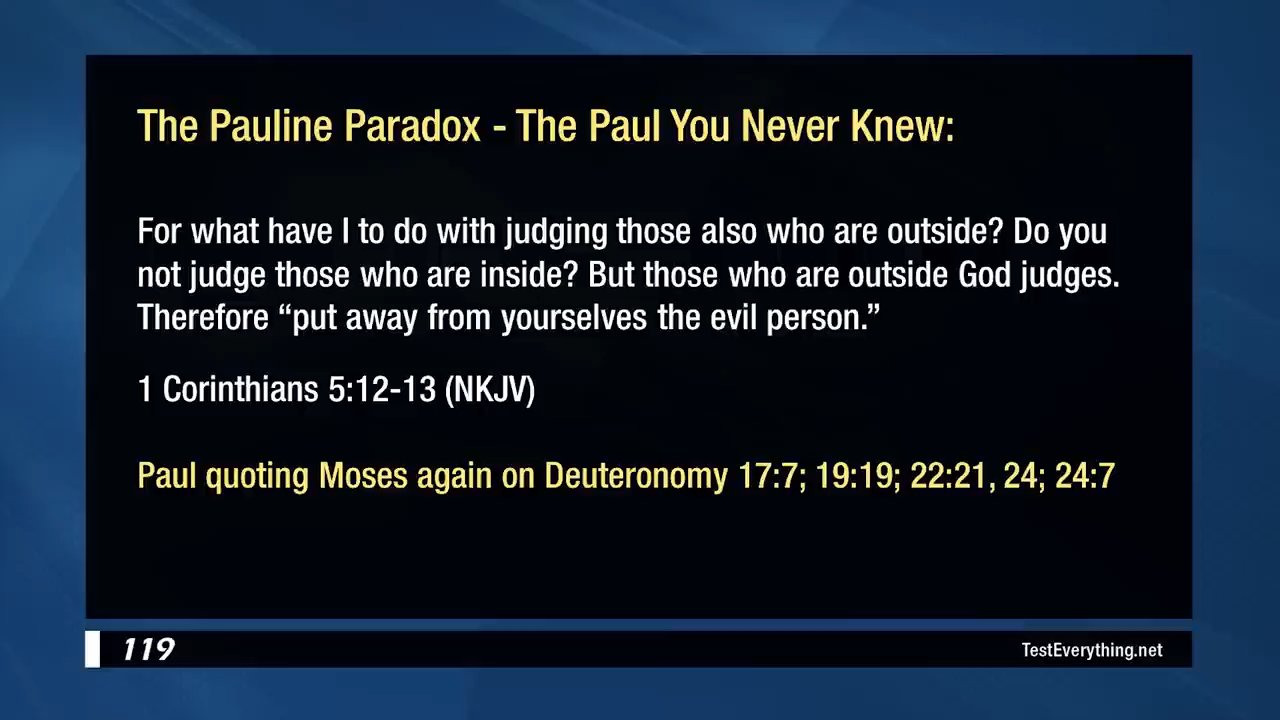 The Pauline Paradox - The Paul You Never Knew:
For what have I to do with judging those also who are outside? Do you
not judge those who are inside? But those who are outside God judges.
Therefore “put away from yourselves the evil person.”
1 Corinthians 5:12-13 (NKJV)
Paul quoting Moses again on Deuteronomy 17:7; 19:19; 22:21, 24; 24:7
119
TestEverything.net